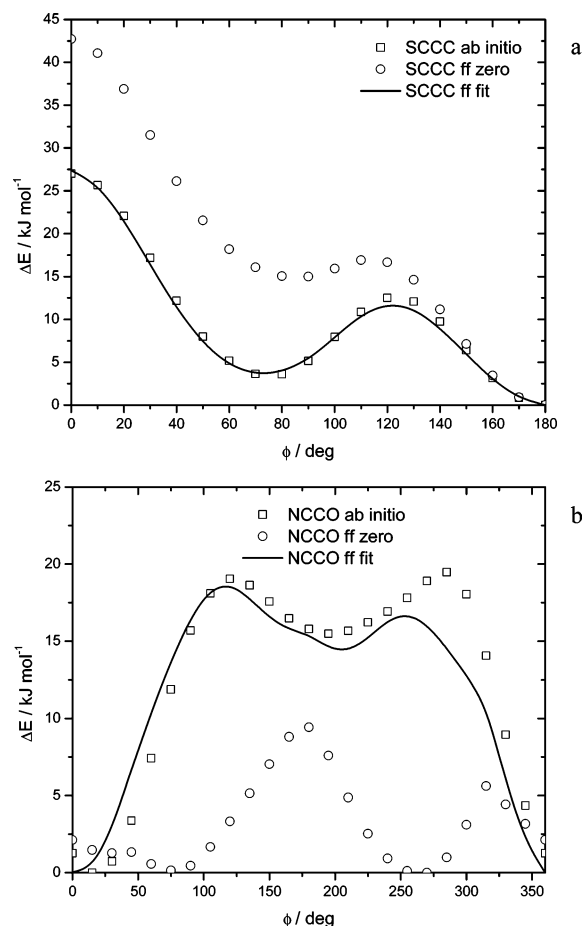 a
45
40
35
30
25
20
15
10
5
0
ΔE / kJ mol⁻¹
SCCC ab initio
SCCC ff zero
SCCC ff fit
0 20 40 60 80 100 120 140 160 180
ϕ / deg
b
25
20
15
10
5
0
ΔE / kJ mol⁻¹
NCCO ab initio
NCCO ff zero
NCCO ff fit
0 50 100 150 200 250 300 350
ϕ / deg